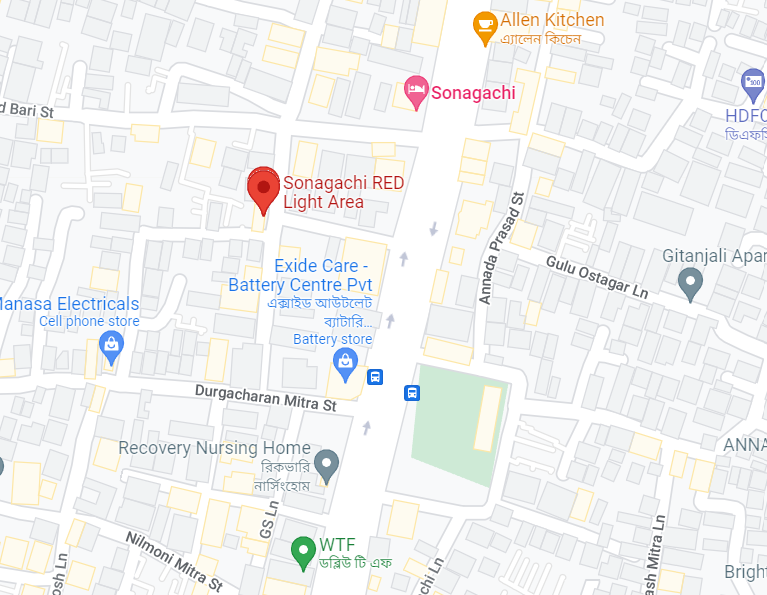 Allen Kitchen
এ্যালেন কিচেন
Sonagachi
HDFC
d Bari St
Sonagachi RED
Light Area
Annada Prasad St
Exide Care -
Battery Centre Pvt
এক্সাইড আউটলেট
ব্যাটারি...
Battery store
Gulu Ostagar Ln
Gitanjali Apar
Manasa Electricals
Cell phone store
Durgacharan Mitra St
Recovery Nursing Home
রিকভারি
নার্সিংহোম
ANNA
GS Ln
Nilmoni Mitra St
WTF
ডব্লিউ টি এফ
osh Ln
chi Ln
ash Mitra Ln
Bright